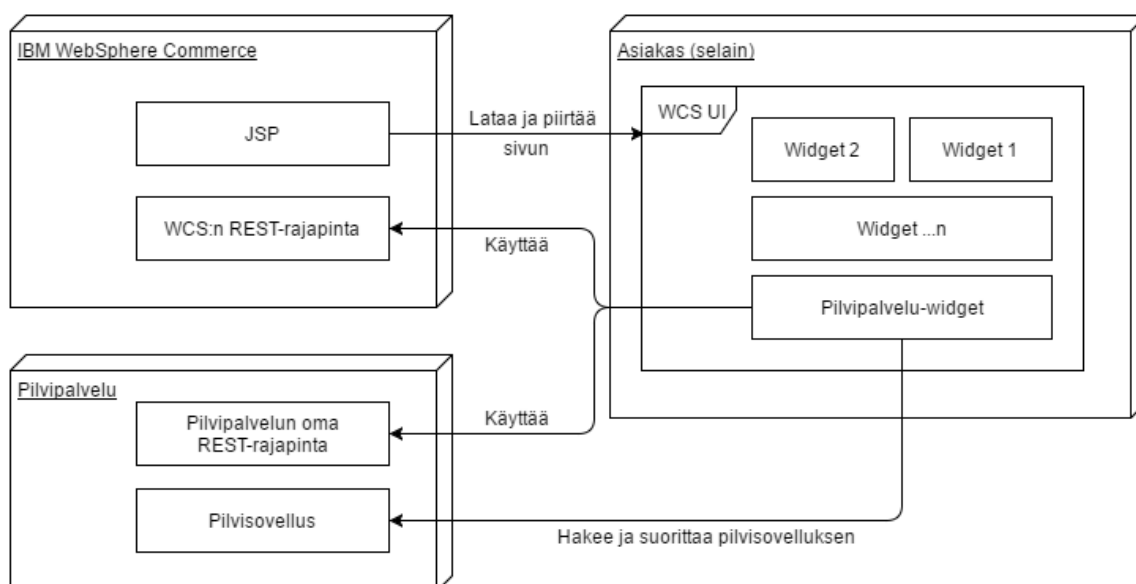 IBM WebSphere Commerce
JSP
WCS:n REST-rajapinta
Lataa ja piirtää
sivun
Käyttää
Asiakas (selain)
WCS UI
Widget 2
Widget 1
Widget ...n
Pilvipalvelu-widget
Pilvipalvelu
Pilvipalvelun oma
REST-rajapinta
Pilvisovellus
Käyttää
Hakee ja suorittaa pilvisovelluksen